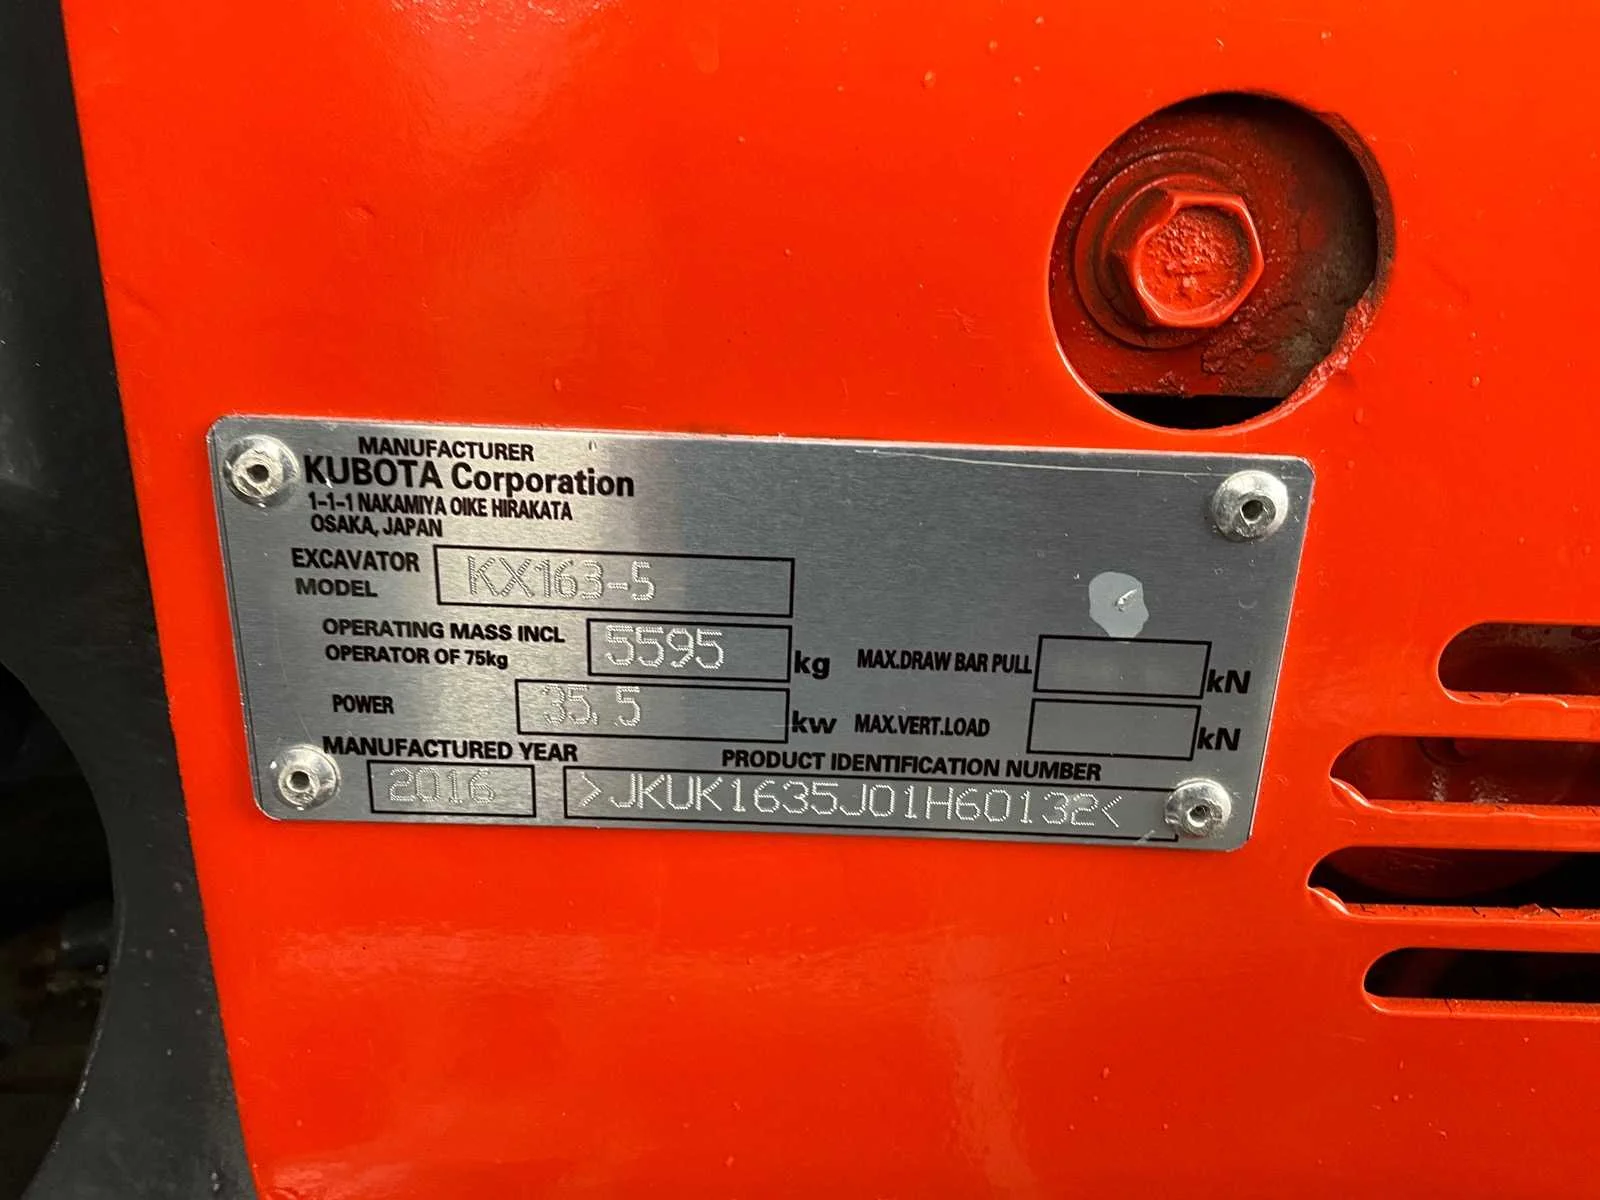 MANUFACTURER
KUBOTA Corporation
1-1-1 NAKAMIYA OIKE HIRAKATA
OSAKA, JAPAN
EXCAVATOR MODEL KX163-5
OPERATING MASS INCL OPERATOR OF 75kg 5595 kg
MAX.DRAW BAR PULL kN
POWER 35.5 kw
MAX.VERT.LOAD kN
MANUFACTURED YEAR
2016
PRODUCT IDENTIFICATION NUMBER
>JKUK1635J01H60132<